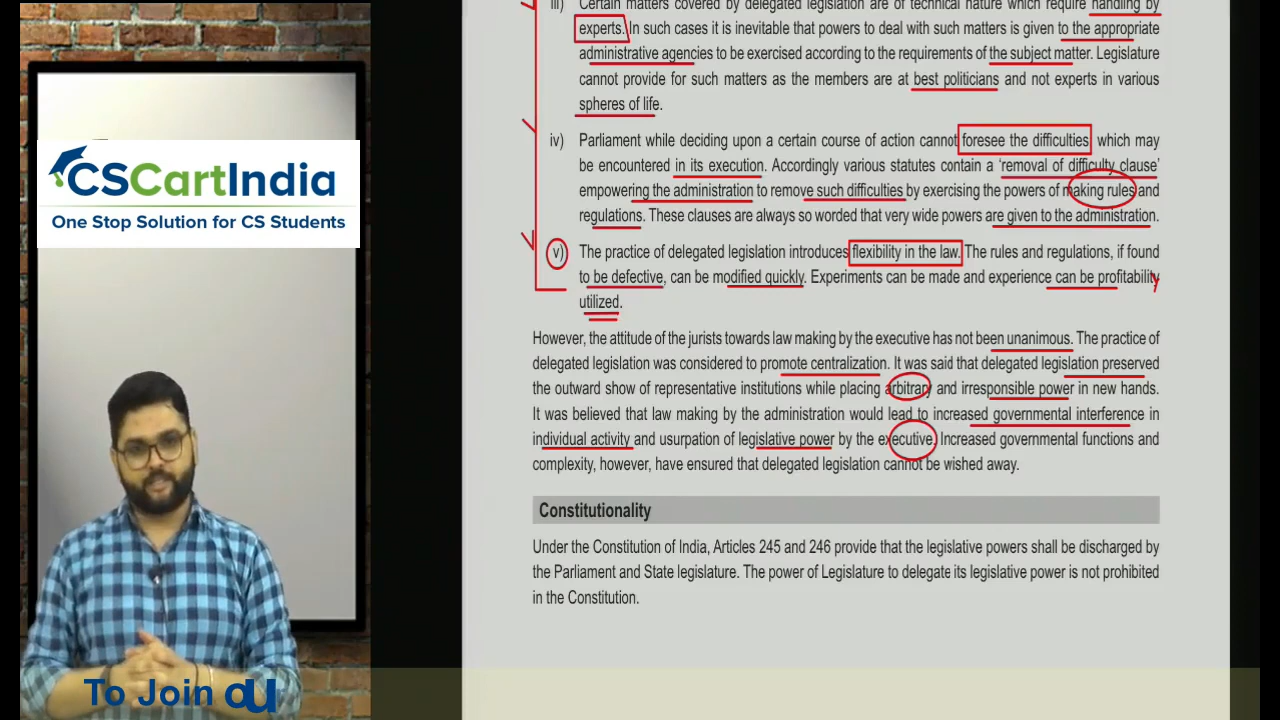 CSCartIndia
One Stop Solution for CS Students
To Join ou
iii) Certain matters covered by delegated legislation are of technical nature which require handling by
experts. In such cases it is inevitable that powers to deal with such matters is given to the appropriate
administrative agencies to be exercised according to the requirements of the subject matter. Legislature
cannot provide for such matters as the members are at best politicians and not experts in various
spheres of life.
iv) Parliament while deciding upon a certain course of action cannot foresee the difficulties which may
be encountered in its execution. Accordingly various statutes contain a ‘removal of difficulty clause’
empowering the administration to remove such difficulties by exercising the powers of making rules and
regulations. These clauses are always so worded that very wide powers are given to the administration.
v) The practice of delegated legislation introduces flexibility in the law. The rules and regulations, if found
to be defective, can be modified quickly. Experiments can be made and experience can be profitability
utilized.
However, the attitude of the jurists towards law making by the executive has not been unanimous. The practice of
delegated legislation was considered to promote centralization. It was said that delegated legislation preserved
the outward show of representative institutions while placing arbitrary and irresponsible power in new hands.
It was believed that law making by the administration would lead to increased governmental interference in
individual activity and usurpation of legislative power by the executive. Increased governmental functions and
complexity, however, have ensured that delegated legislation cannot be wished away.
Constitutionality
Under the Constitution of India, Articles 245 and 246 provide that the legislative powers shall be discharged by
the Parliament and State legislature. The power of Legislature to delegate its legislative power is not prohibited
in the Constitution.